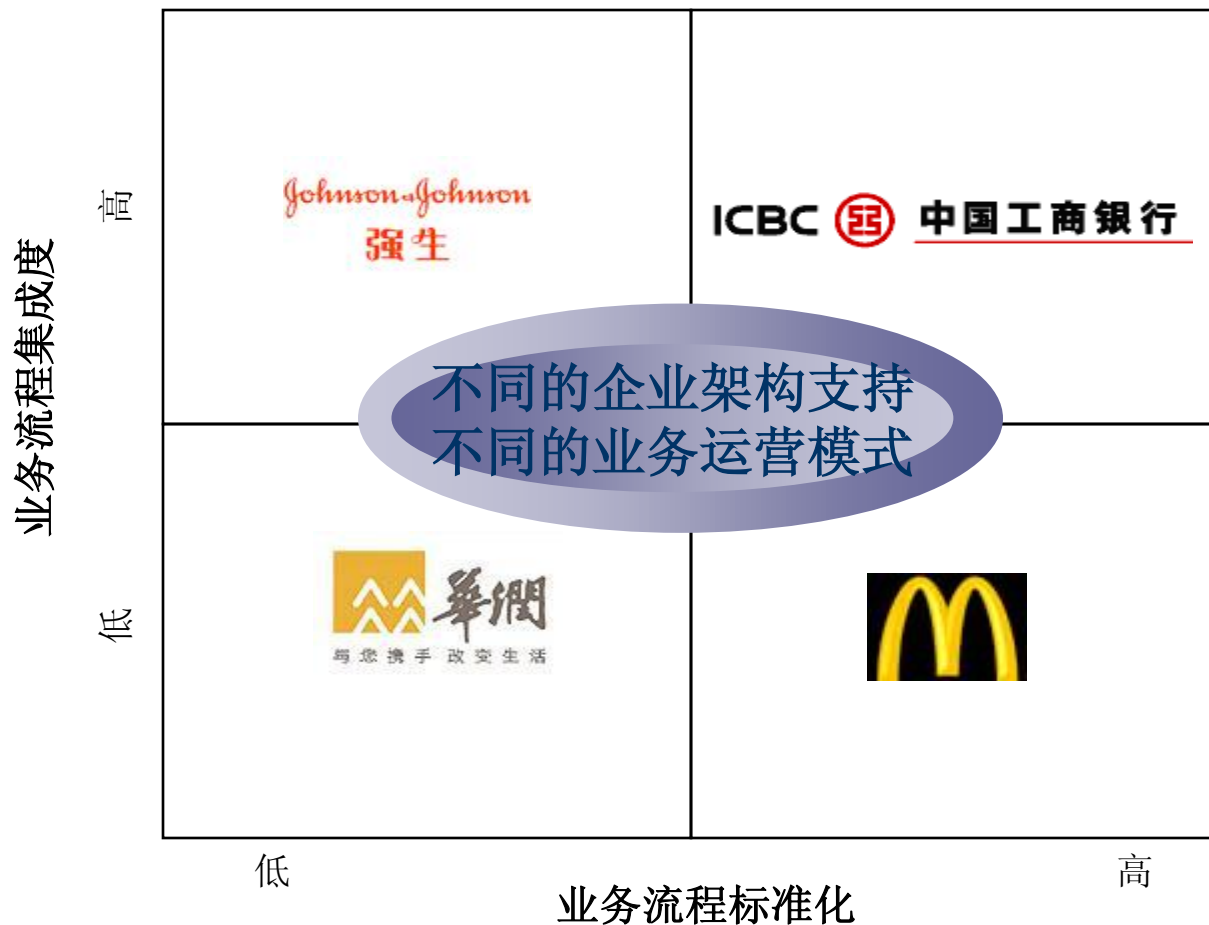 高
业务流程集成度
低
Johnson&Johnson
强生
ICBC 中国工商银行
不同的企业架构支持
不同的业务运营模式
華潤
与您携手 改变生活
低
高
业务流程标准化